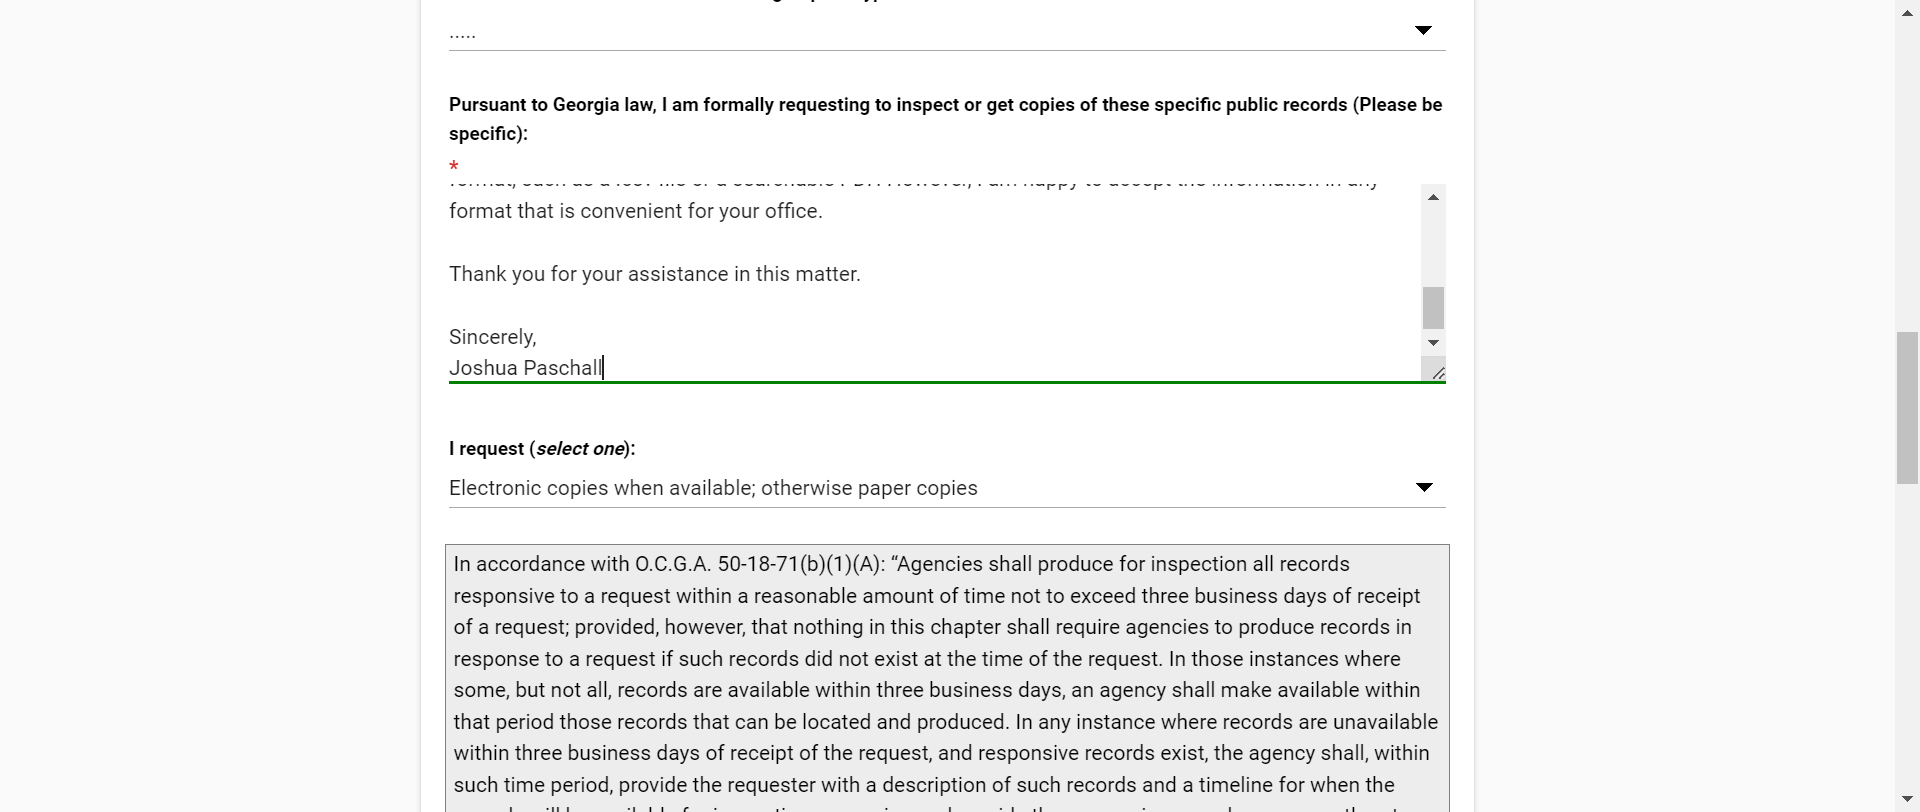 .....
Pursuant to Georgia law, I am formally requesting to inspect or get copies of these specific public records (Please be
specific):
*
format that is convenient for your office.
Thank you for your assistance in this matter.
Sincerely,
Joshua Paschall
I request (select one):
Electronic copies when available; otherwise paper copies
In accordance with O.C.G.A. 50-18-71(b)(1)(A): “Agencies shall produce for inspection all records
responsive to a request within a reasonable amount of time not to exceed three business days of receipt
of a request; provided, however, that nothing in this chapter shall require agencies to produce records in
response to a request if such records did not exist at the time of the request. In those instances where
some, but not all, records are available within three business days, an agency shall make available within
that period those records that can be located and produced. In any instance where records are unavailable
within three business days of receipt of the request, and responsive records exist, the agency shall, within
such time period, provide the requester with a description of such records and a timeline for when the